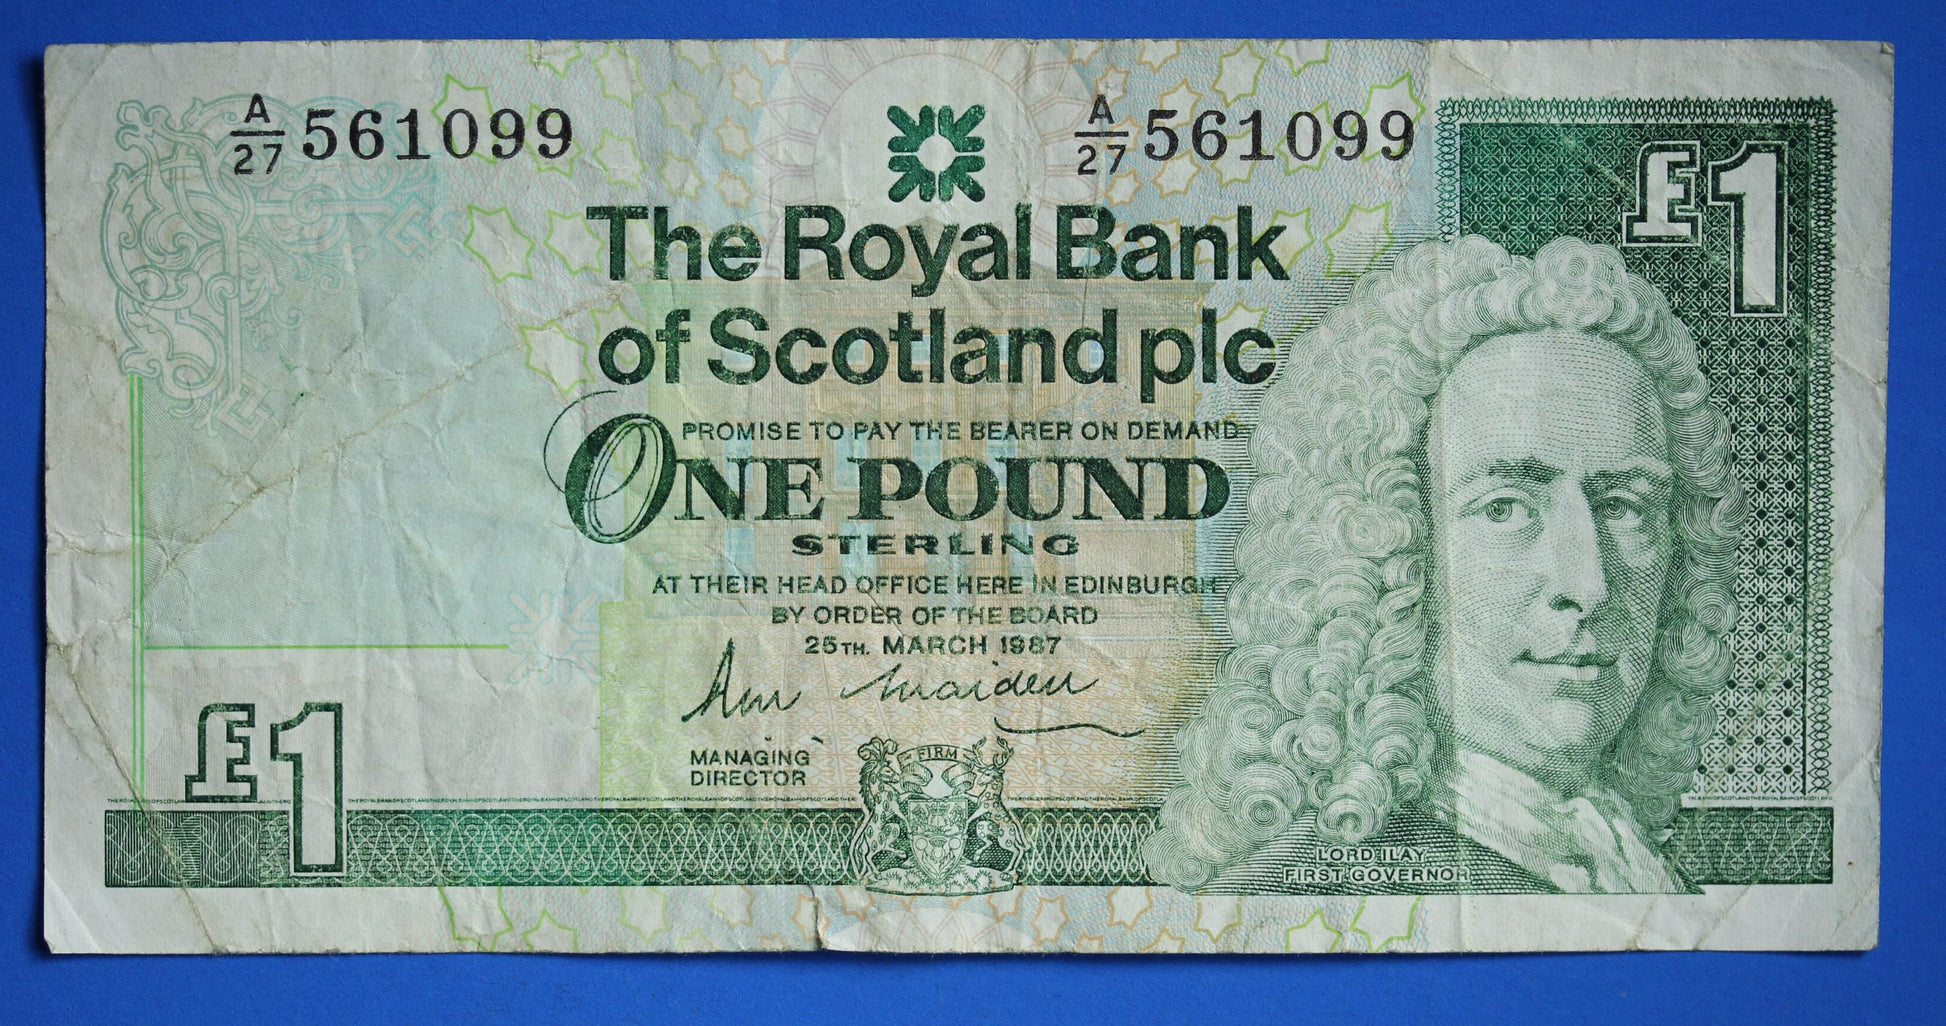 A/27 561099 A/27 561099
£1
The Royal Bank
of Scotland plc
PROMISE TO PAY THE BEARER ON DEMAND
ONE POUND
STERLING
AT THEIR HEAD OFFICE HERE IN EDINBURGH
BY ORDER OF THE BOARD
25TH. MARCH 1987
MANAGING
DIRECTOR
£1
FIRM
LORD ILAY
FIRST GOVERNOR